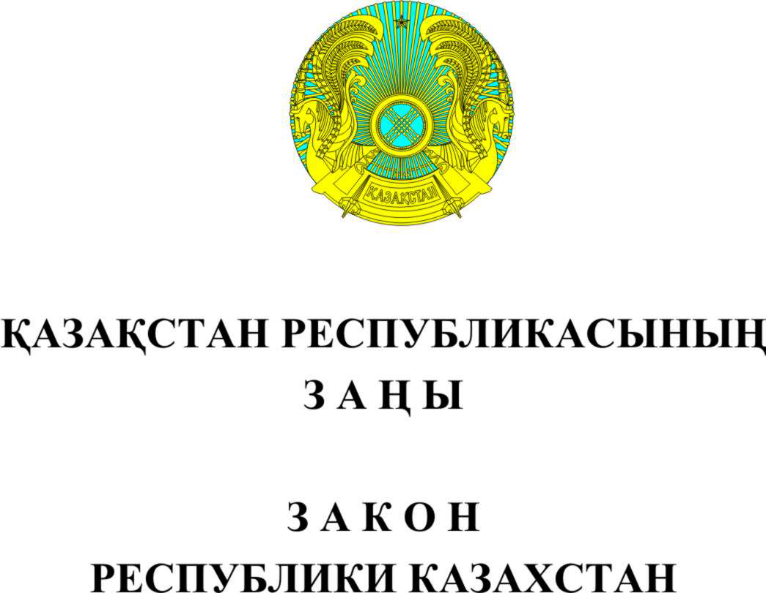 ҚАЗАҚСТАН
ҚАЗАҚСТАН РЕСПУБЛИКАСЫНЫҢ
З А Ң Ы
З А К О Н
РЕСПУБЛИКИ КАЗАХСТАН